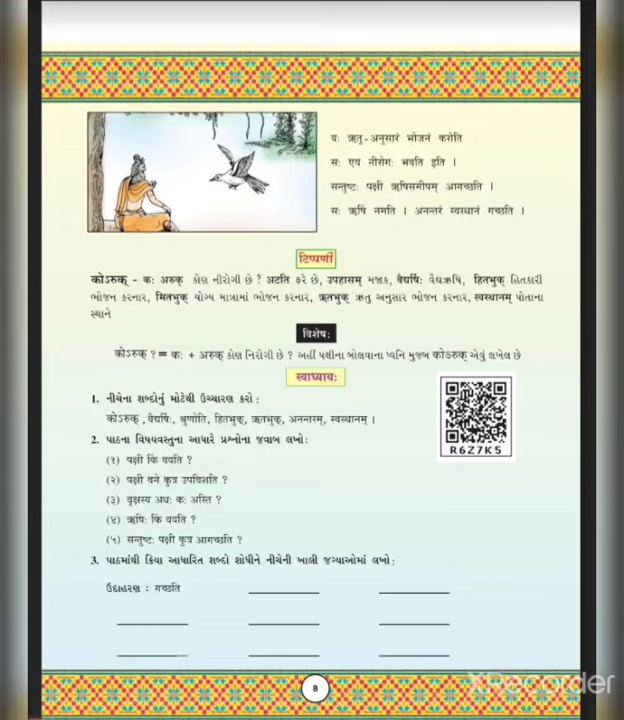 यः ऋतु-अनुसारं भोजनं करोति
सः एव नीरोगः भवति इति ।
सन्तुष्टः पक्षी ऋषिसमीपम् आगच्छति ।
सः ऋषिं नमति । अनन्तरं स्वस्थानं गच्छति ।
टिप्पणी
कोऽरुक् - कः अरुक् કોણ નીરોગી છે ? अटति ફરે છે, उपहासम् મજાક, वैद्यर्षिः વૈદ્યઋષિ, हितभुक् હિતકારી
ભોજન કરનાર, मितभुक् યોગ્ય માત્રામાં ભોજન કરનાર, ऋतभुक् ઋતુ અનુસાર ભોજન કરનાર, स्वस्थानम् પોતાના
સ્થાને
विशेषः
कोऽरुक् ? = कः + अरुक् કોણ નિરોગી છે ? અહીં પક્ષીના બોલવાના ધ્વનિ મુજબ कोऽरुक् એવું લખેલ છે
स्वाध्यायः
1. નીચેના શબ્દોનું મોટેથી ઉચ્ચારણ કરો :
कोऽरुक् , वैद्यर्षिः, श्रुणोति, हितभुक्, ऋतभुक्, अनन्तरम्, स्वस्थानम् ।
R6Z7K5
2. પાઠના વિષયવસ્તુના આધારે પ્રશ્નોના જવાબ લખો :
(૧) पक्षी किं वदति ?
(૨) पक्षी वने कुत्र उपविशति ?
(૩) वृक्षस्य अधः कः अस्ति ?
(૪) ऋषिः किं वदति ?
(૫) सन्तुष्टः पक्षी कुत्र आगच्छति ?
3. પાઠમાંથી ક્રિયા આધારિત શબ્દો શોધીને નીચેની ખાલી જગ્યાઓમાં લખો :
ઉદાહરણ : गच्छति
8
XRecorder